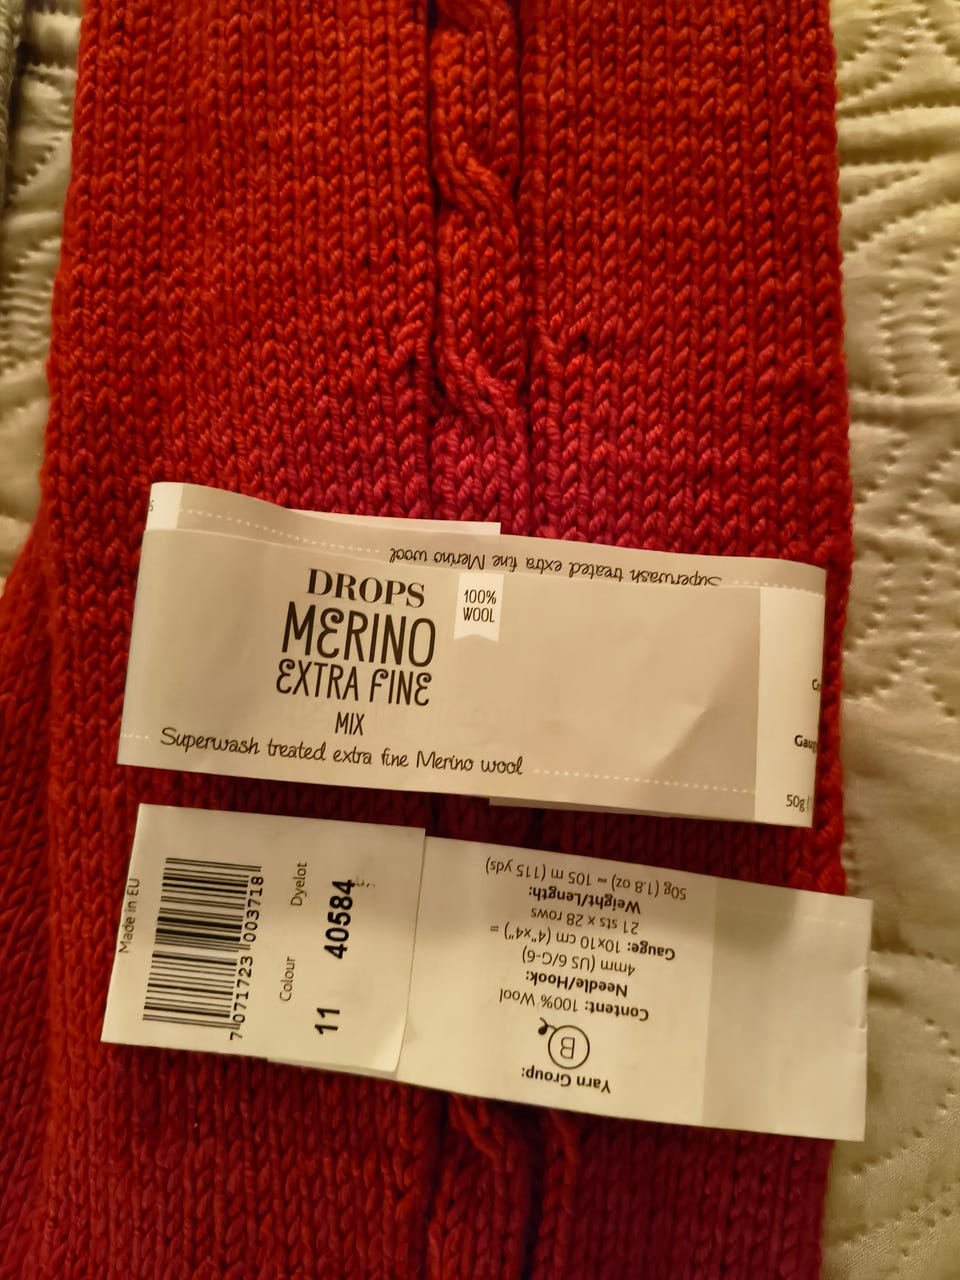 Superwash treated extra fine Merino wool
DROPS
MERINO
EXTRA FINE
MIX
100%
WOOL
Superwash treated extra fine Merino wool
50g
Made in EU
7 071723 003718
Colour
Dyelot
11
40584
Yarn Group:
B
Content: 100% Wool
Needle/Hook:
4mm (US 6/G-6)
Gauge: 10x10 cm (4"x4") =
21 sts x 28 rows
Weight/Length:
50g (1.8 oz) = 105 m (115 yds)